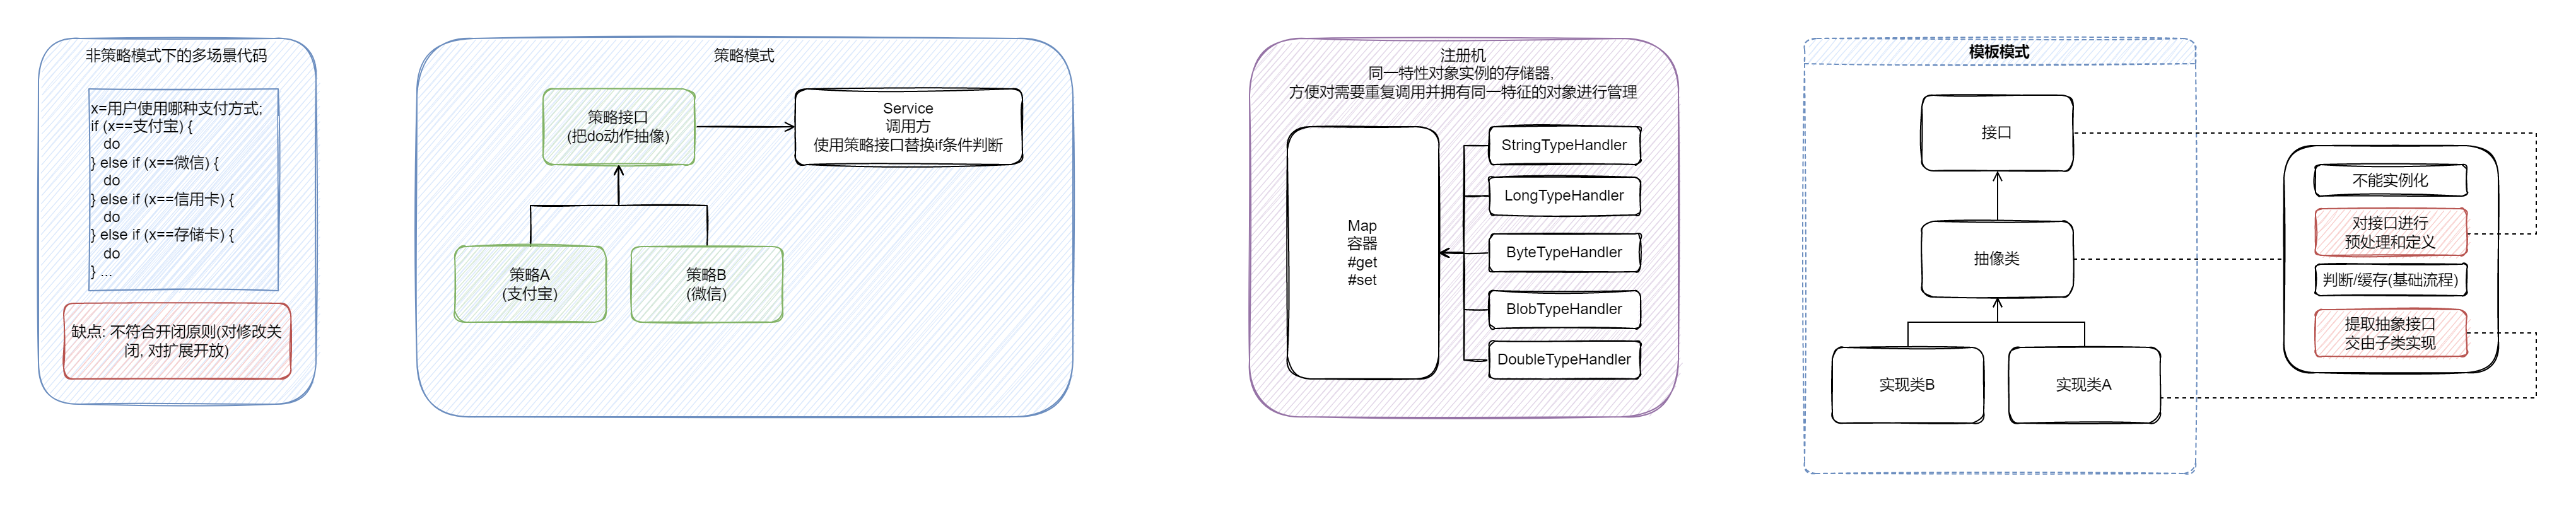 非策略模式下的多场景代码
x=用户使用哪种支付方式;
if (x==支付宝) {
do
} else if (x==微信) {
do
} else if (x==信用卡) {
do
} else if (x==存储卡) {
do
} ...
缺点: 不符合开闭原则(对修改关
闭, 对扩展开放)
策略模式
策略接口
(把do动作抽像)
Service
调用方
使用策略接口替换if条件判断
策略A
(支付宝)
策略B
(微信)
注册机
同一特性对象实例的存储器,
方便对需要重复调用并拥有同一特征的对象进行管理
Map
容器
#get
#set
StringTypeHandler
LongTypeHandler
ByteTypeHandler
BlobTypeHandler
DoubleTypeHandler
模板模式
接口
抽像类
实现类B
实现类A
不能实例化
对接口进行
预处理和定义
判断/缓存(基础流程)
提取抽象接口
交由子类实现